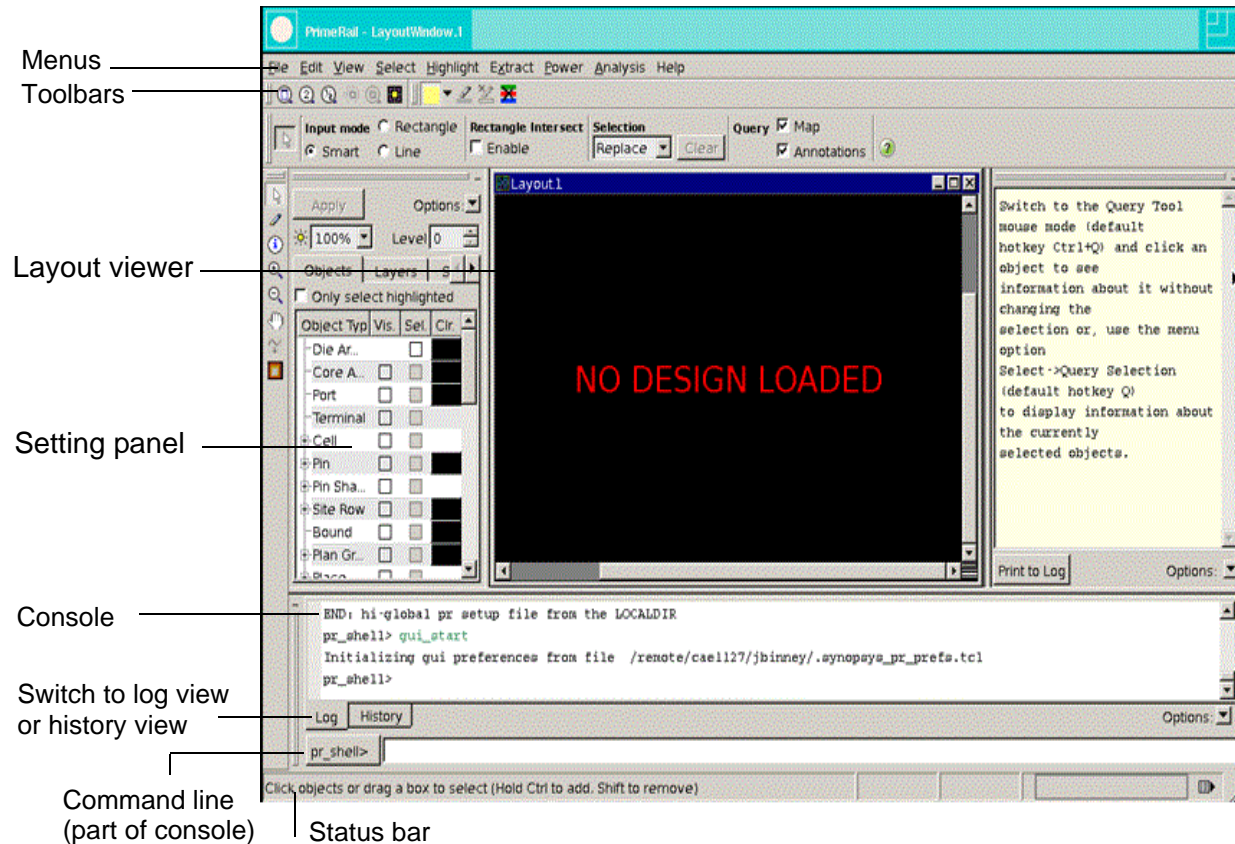 PrimeRail - LayoutWindow.1
Menus
File Edit View Select Highlight Extract Power Analysis Help
Toolbars
Input mode Rectangle Rectangle Intersect Selection Query Map
Smart Line Enable Replace Clear Annotations
Layout.1
Apply Options:
100% Level 0
Layout viewer
Objects Layers S
Only select highlighted
Object Typ Vis. Sel. Clr.
Die Ar...
Core A...
Port
Terminal
Setting panel
Cell
Pin
Pin Sha...
Site Row
Bound
Plan Gr...
Place
NO DESIGN LOADED
Switch to the Query Tool
mouse mode (default
hotkey Ctrl+Q) and click an
object to see
information about it without
changing the
selection or, use the menu
option
Select->Query Selection
(default hotkey Q)
to display information about
the currently
selected objects.
Print to Log Options:
Console
END: hi-global pr setup file from the LOCALDIR
pr_shell> gui_start
Initializing gui preferences from file /remote/cael127/jbinney/.synopsys_pr_prefs.tcl
pr_shell>
Switch to log view
or history view
Log History Options:
pr_shell>
Click objects or drag a box to select (Hold Ctrl to add. Shift to remove)
Command line
(part of console)
Status bar